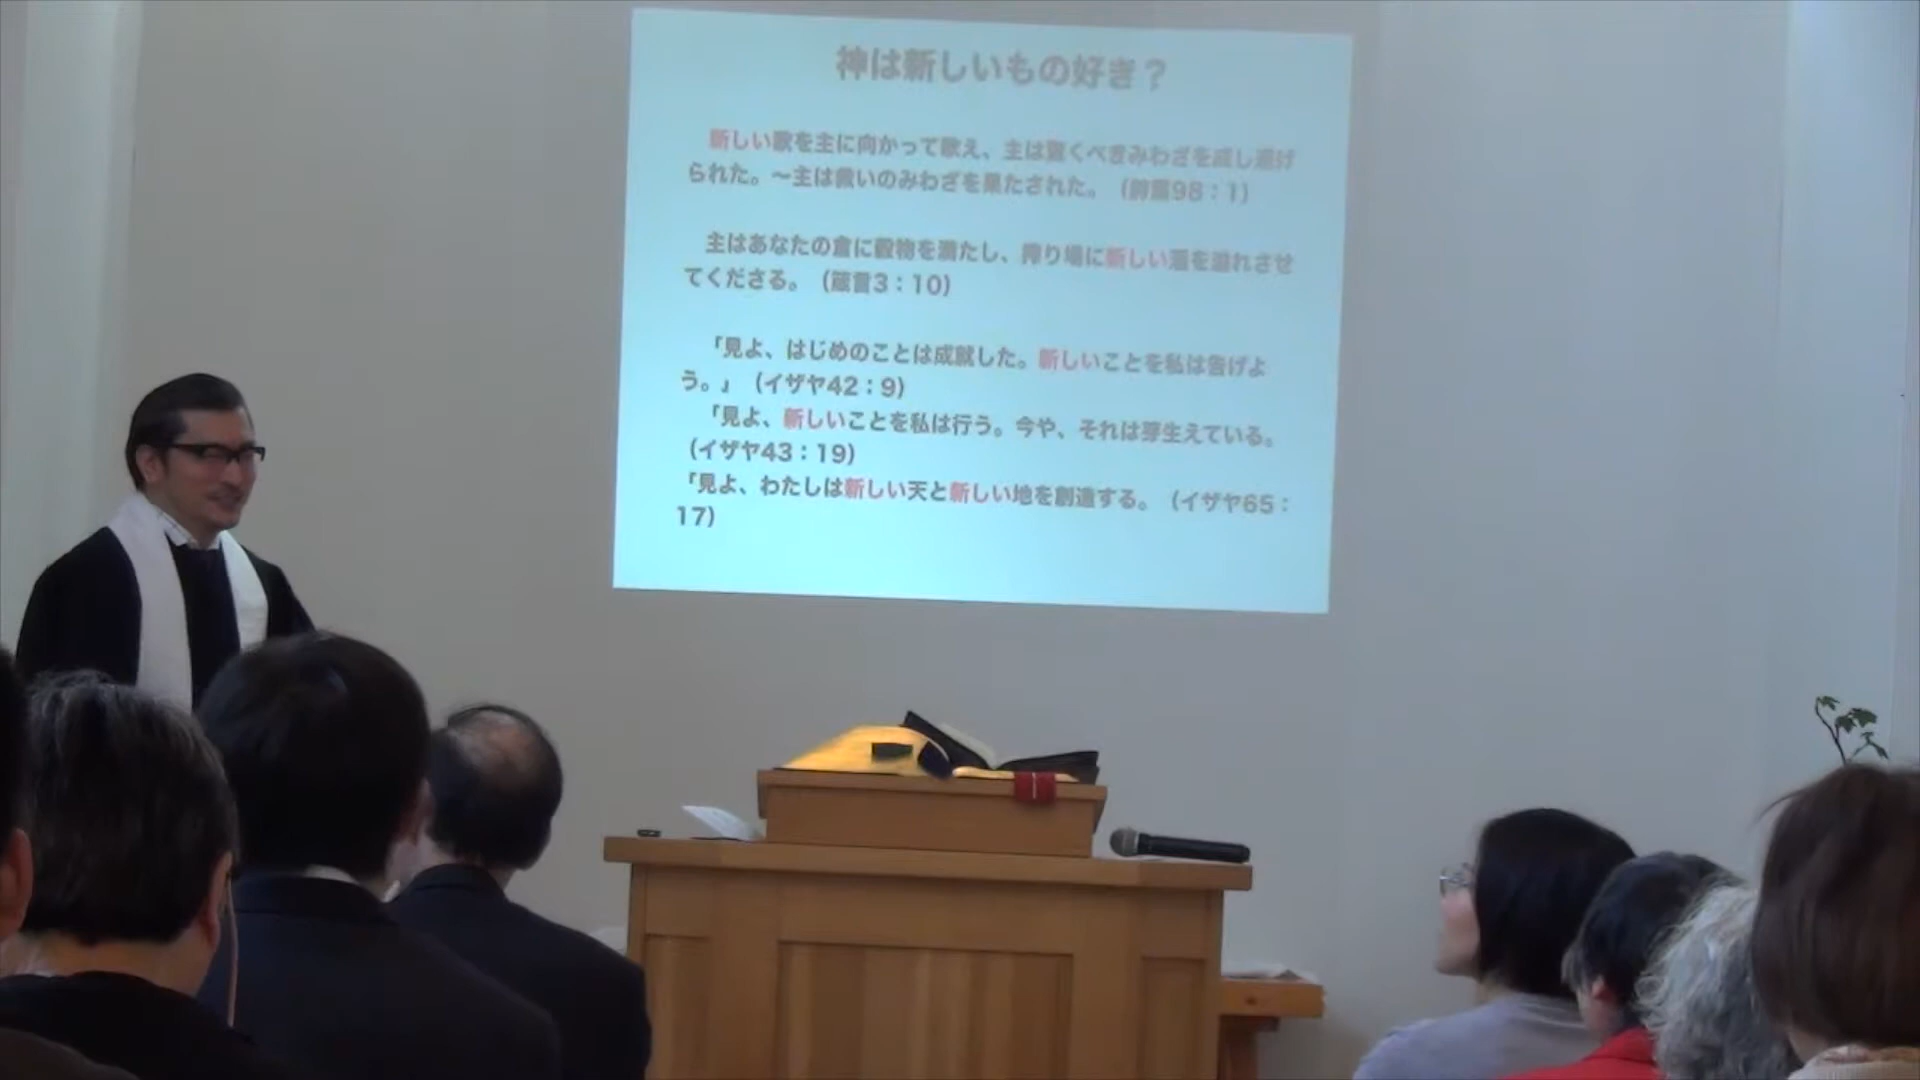 神は新しいもの好き？
新しい歌を主に向かって歌え、主は驚くべきみわざを成し遂げ
られた。〜主は救いのみわざを果たされた。（詩篇98：1）
主はあなたの倉に穀物を満たし、搾り場に新しい酒を溢れさせ
てくださる。（箴言3：10）
「見よ、はじめのことは成就した。新しいことを私は告げよ
う。」（イザヤ42：9）
「見よ、新しいことを私は行う。今や、それは芽生えている。
（イザヤ43：19）
「見よ、わたしは新しい天と新しい地を創造する。（イザヤ65：
17）